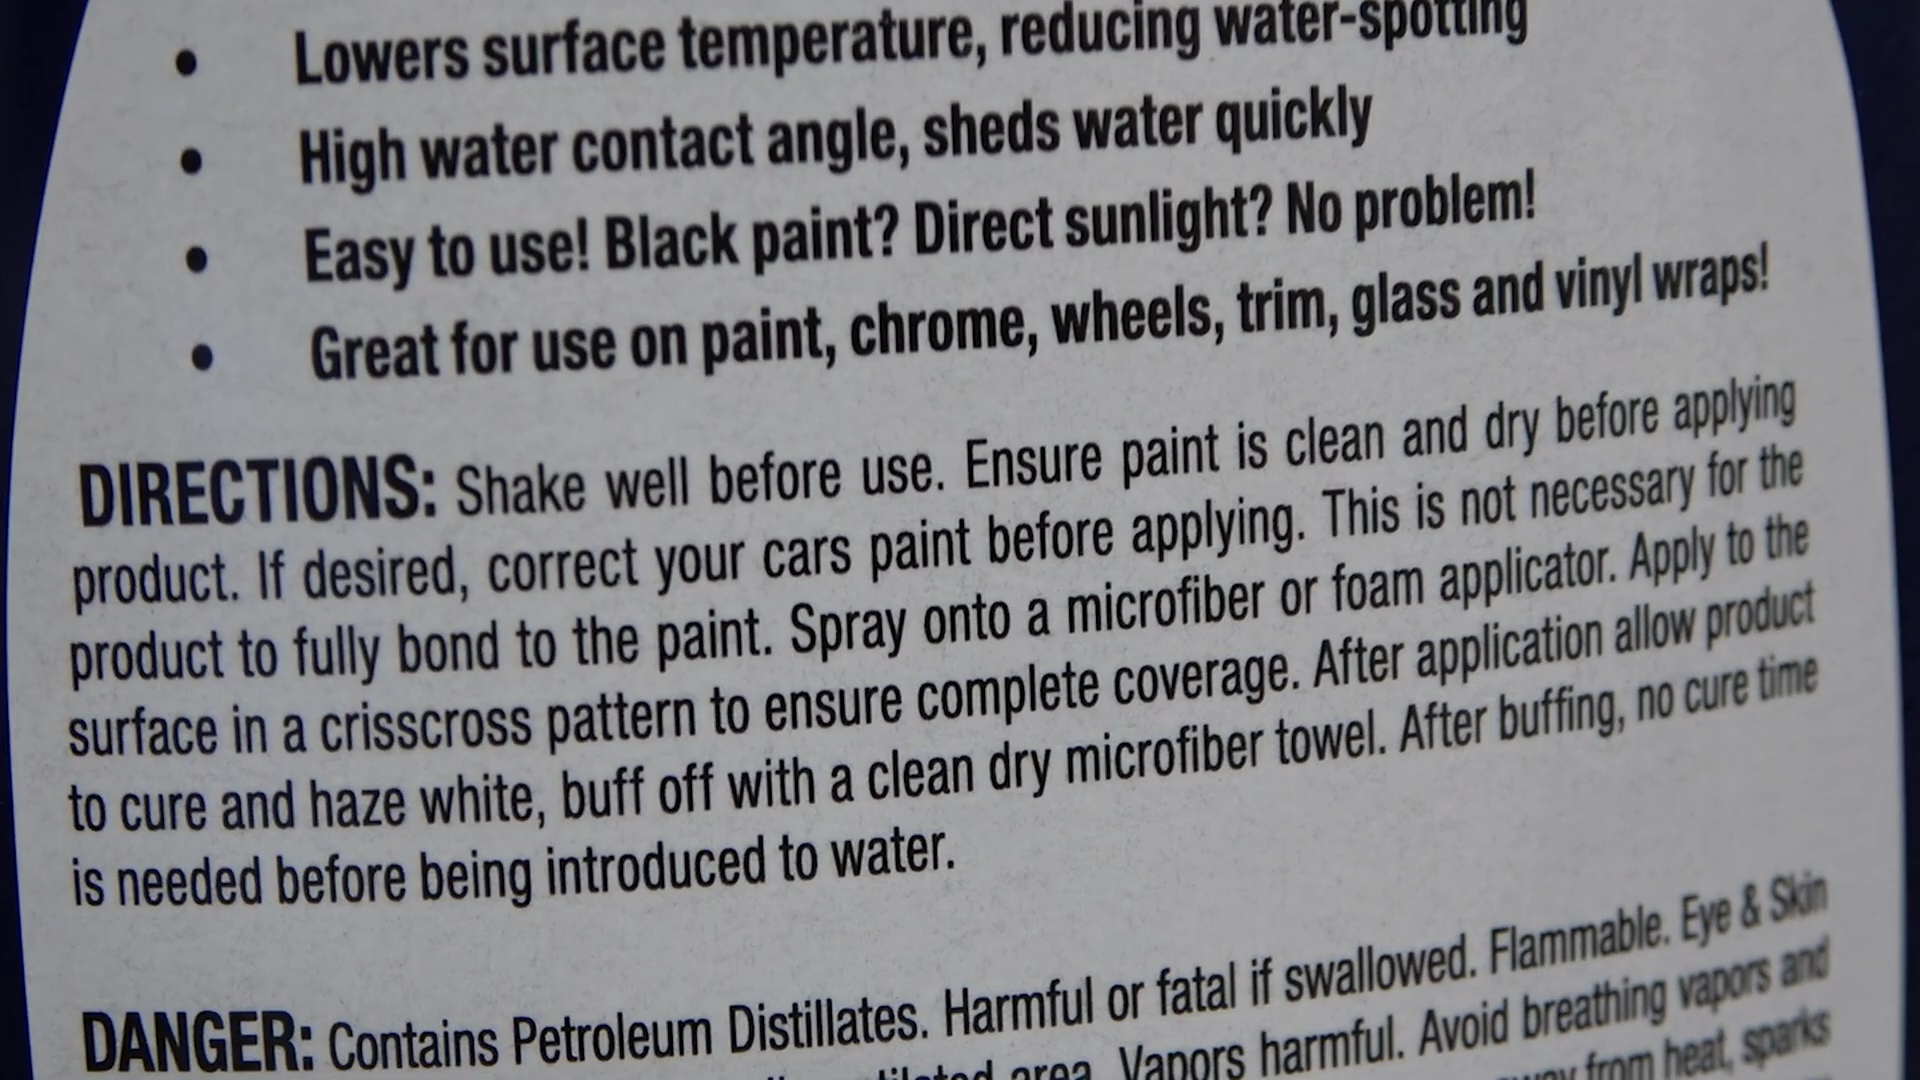 • Lowers surface temperature, reducing water-spotting
• High water contact angle, sheds water quickly
• Easy to use! Black paint? Direct sunlight? No problem!
• Great for use on paint, chrome, wheels, trim, glass and vinyl wraps!
DIRECTIONS: Shake well before use. Ensure paint is clean and dry before applying
product. If desired, correct your cars paint before applying. This is not necessary for the
product to fully bond to the paint. Spray onto a microfiber or foam applicator. Apply to the
surface in a crisscross pattern to ensure complete coverage. After application allow product
to cure and haze white, buff off with a clean dry microfiber towel. After buffing, no cure time
is needed before being introduced to water.
DANGER: Contains Petroleum Distillates. Harmful or fatal if swallowed. Flammable. Eye & Skin
area. Vapors harmful. Avoid breathing vapors and
from heat, sparks